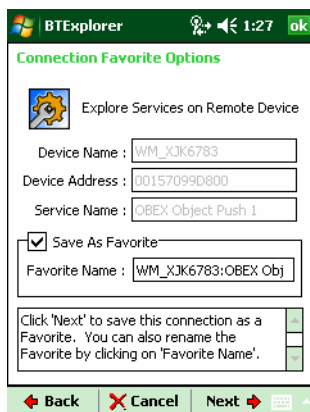 BTExplorer 1:27 ok
Connection Favorite Options
Explore Services on Remote Device
Device Name : WM_XJK6783
Device Address : 00157099D800
Service Name : OBEX Object Push 1
Save As Favorite
Favorite Name : WM_XJK6783:OBEX Obj
Click 'Next' to save this connection as a
Favorite. You can also rename the
Favorite by clicking on 'Favorite Name'.
Back Cancel Next